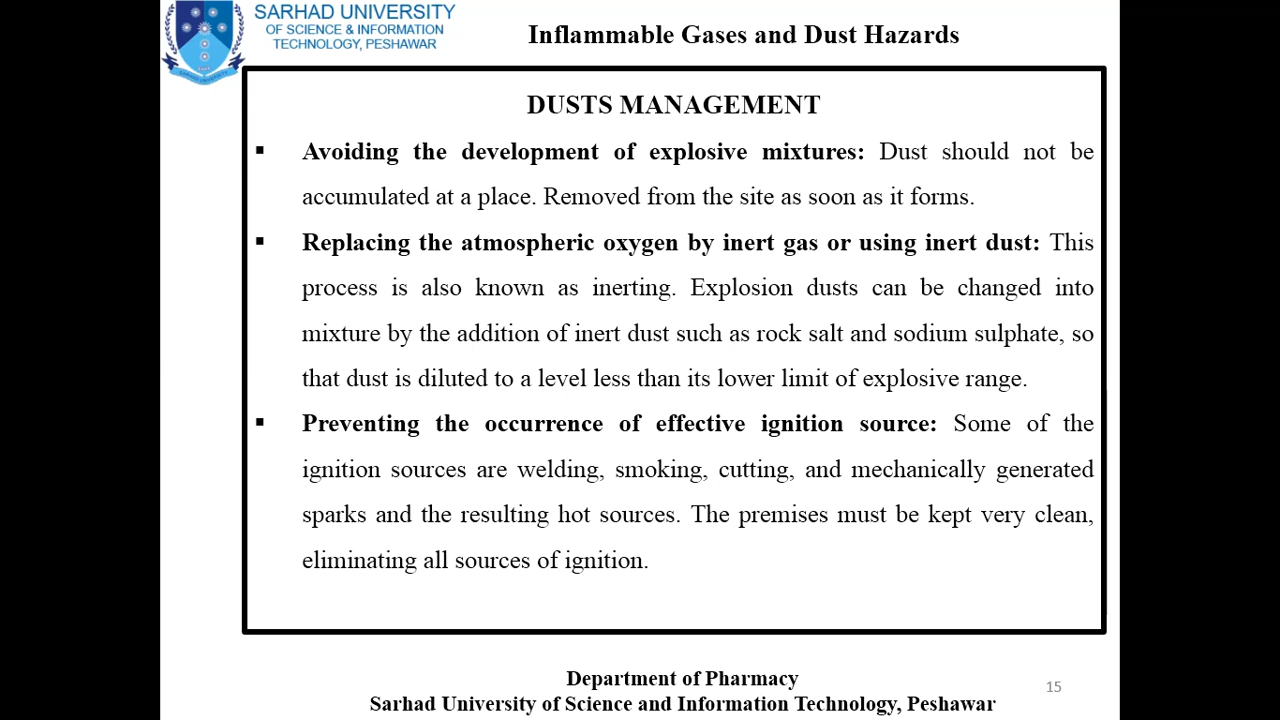 SARHAD UNIVERSITY
OF SCIENCE & INFORMATION
TECHNOLOGY, PESHAWAR
SARHAD UNIVERSITY
Inflammable Gases and Dust Hazards
DUSTS MANAGEMENT
▪ Avoiding the development of explosive mixtures: Dust should not be
accumulated at a place. Removed from the site as soon as it forms.
▪ Replacing the atmospheric oxygen by inert gas or using inert dust: This
process is also known as inerting. Explosion dusts can be changed into
mixture by the addition of inert dust such as rock salt and sodium sulphate, so
that dust is diluted to a level less than its lower limit of explosive range.
▪ Preventing the occurrence of effective ignition source: Some of the
ignition sources are welding, smoking, cutting, and mechanically generated
sparks and the resulting hot sources. The premises must be kept very clean,
eliminating all sources of ignition.
Department of Pharmacy
Sarhad University of Science and Information Technology, Peshawar
15